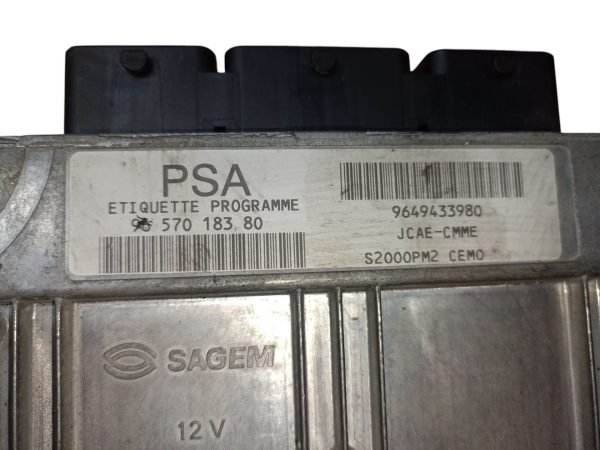 PSA
ETIQUETTE PROGRAMME
96 570 183 80
9649433980
JCAE-CMME
S2000PM2 CEMO
SAGEM
12 V